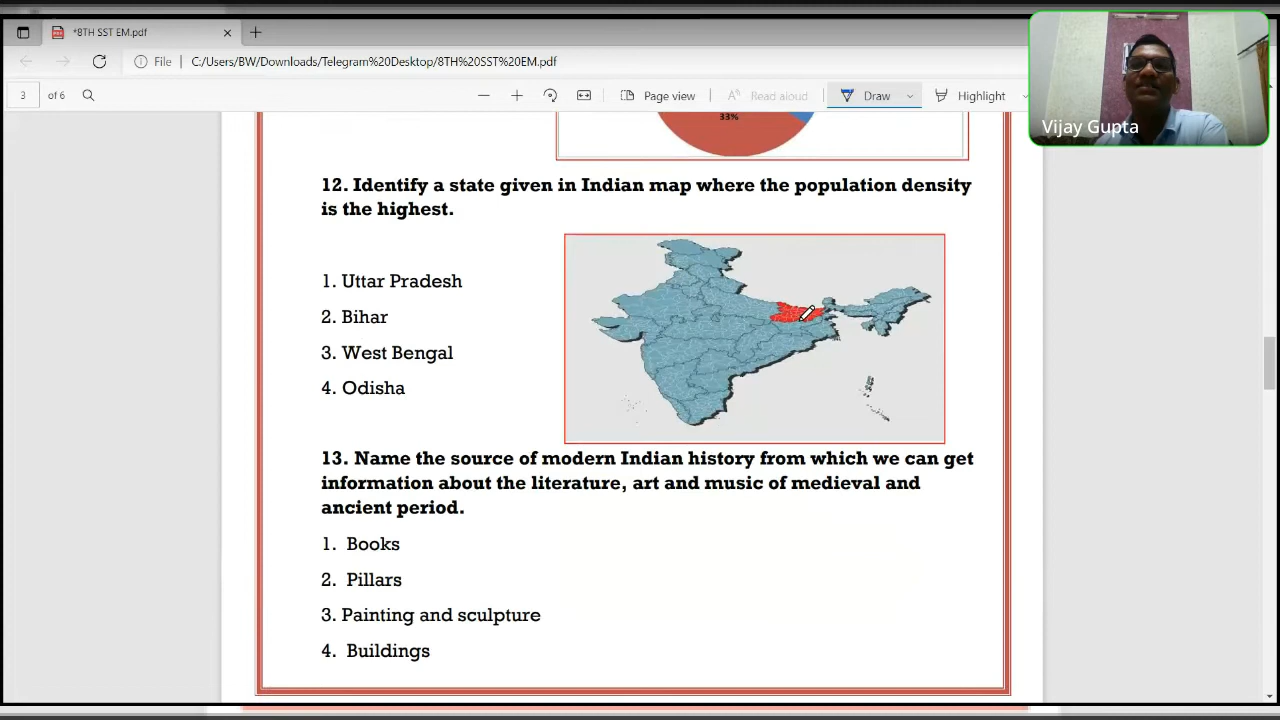 *8TH SST EM.pdf
File
C:/Users/BW/Downloads/Telegram%20Desktop/8TH%20SST%20EM.pdf
3 of 6
Page view
Read aloud
Draw
Highlight
Vijay Gupta
33%
12. Identify a state given in Indian map where the population density
is the highest.
1. Uttar Pradesh
2. Bihar
3. West Bengal
4. Odisha
13. Name the source of modern Indian history from which we can get
information about the literature, art and music of medieval and
ancient period.
1. Books
2. Pillars
3. Painting and sculpture
4. Buildings